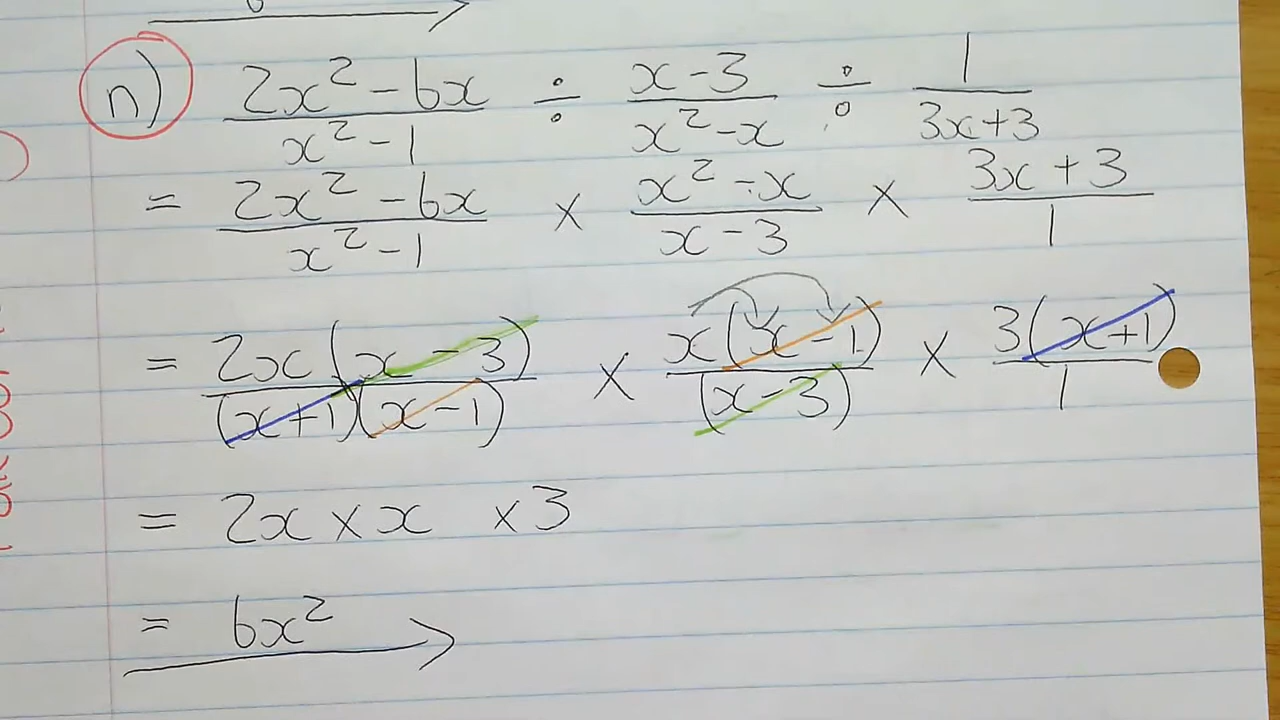 n) (2x² - 6x)/(x² - 1) ÷ (x - 3)/(x² - x) ÷ 1/(3x + 3)
= (2x² - 6x)/(x² - 1) × (x² - x)/(x - 3) × (3x + 3)/1
= 2x(x - 3)/((x + 1)(x - 1)) × x(x - 1)/(x - 3) × 3(x + 1)/1
= 2x × x × 3
= 6x²